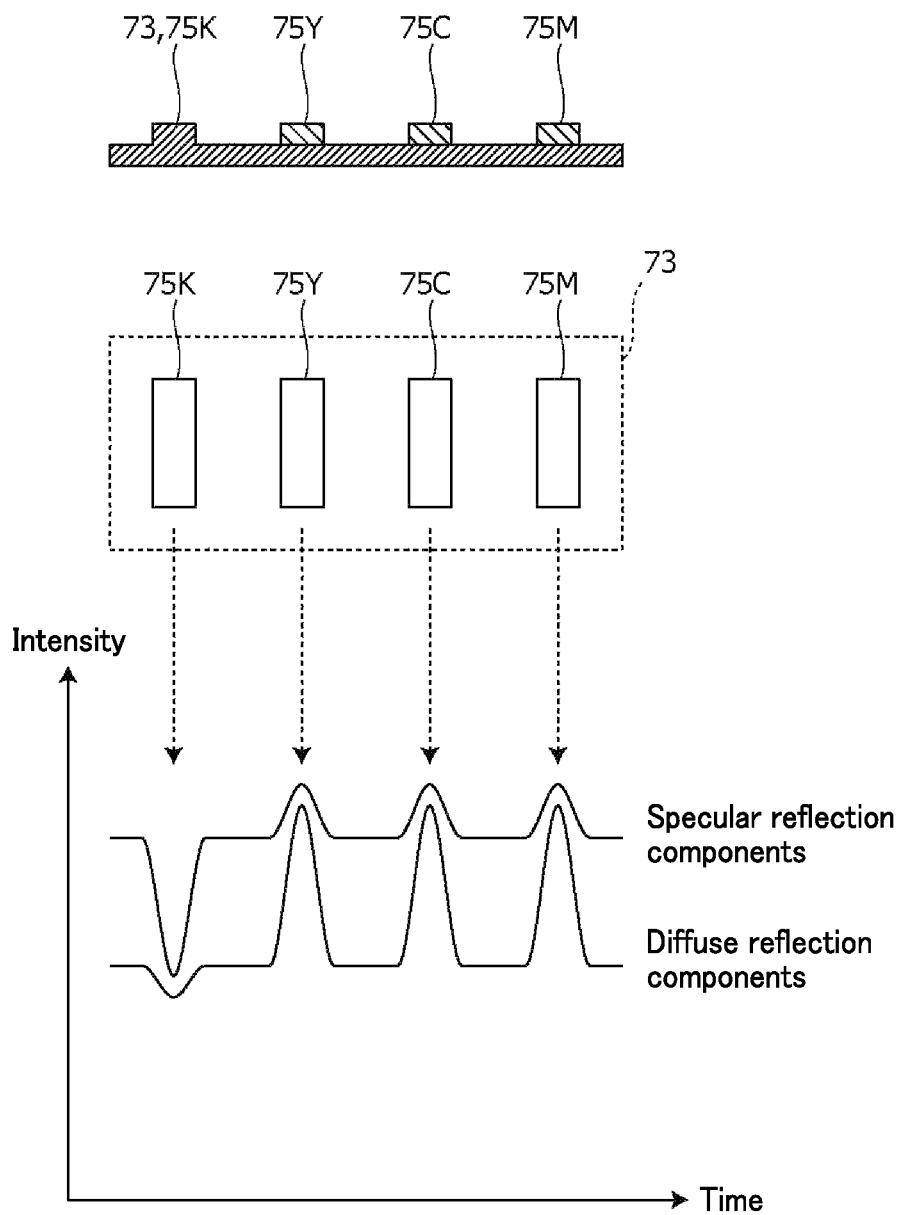 73,75K 75Y 75C 75M
75K 75Y 75C 75M 73
Intensity
Specular reflection
components
Diffuse reflection
components
Time